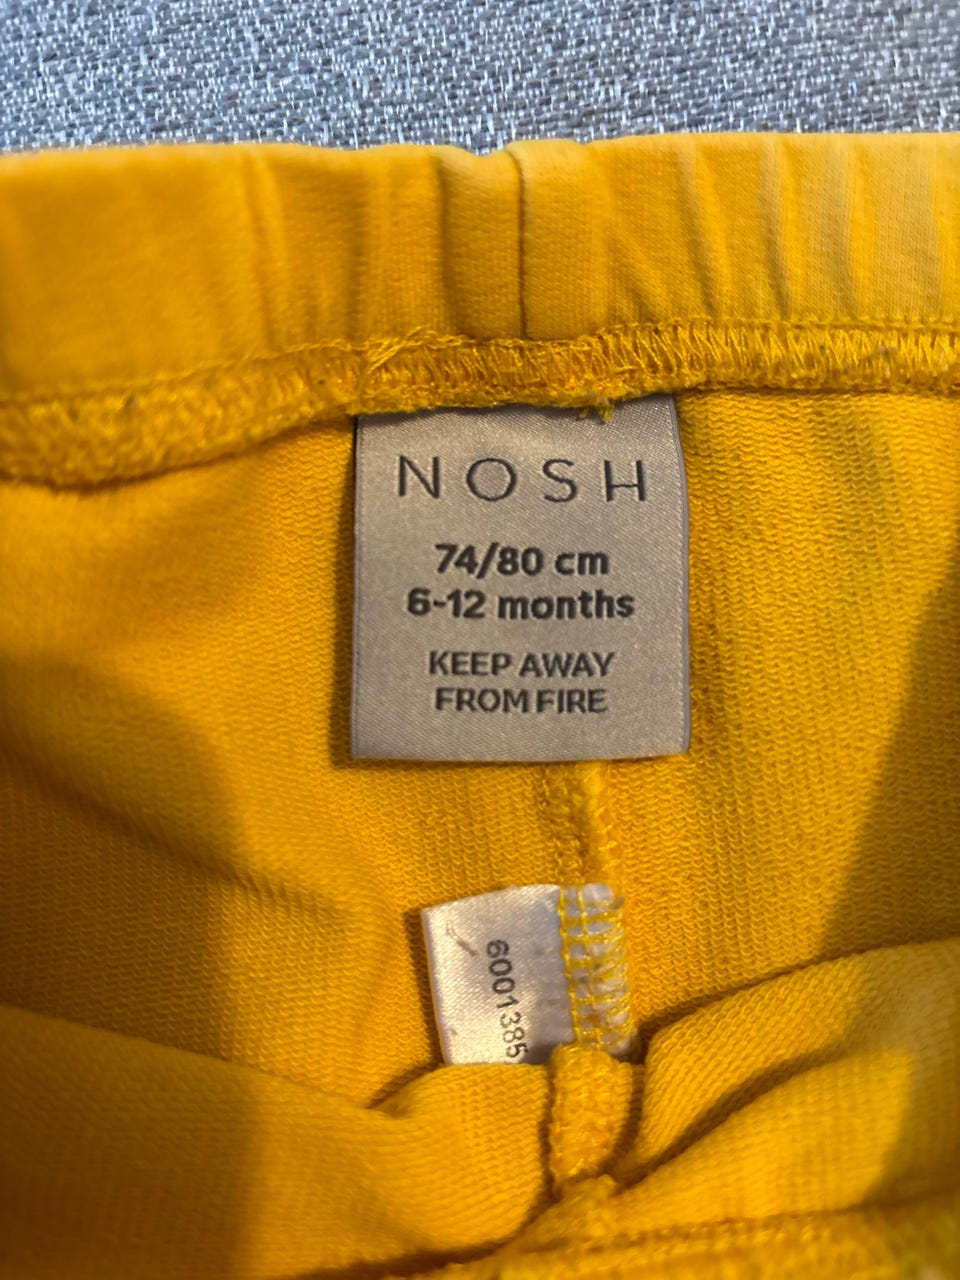 NOSH
74/80 cm
6-12 months
KEEP AWAY
FROM FIRE
6001385